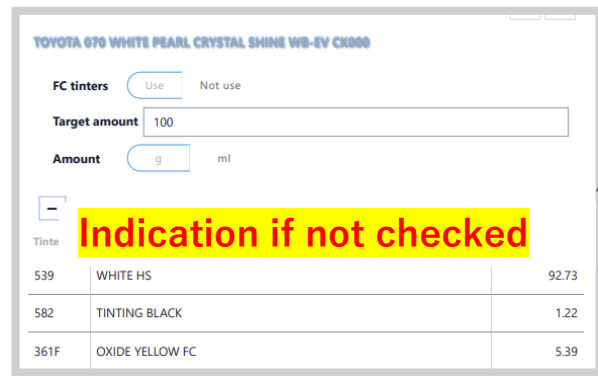 TOYOTA 070 WHITE PEARL CRYSTAL SHINE WB-EV CX000
FC tinters Use Not use
Target amount 100
Amount g ml
Indication if not checked
Tinte
539 WHITE HS 92.73
582 TINTING BLACK 1.22
361F OXIDE YELLOW FC 5.39